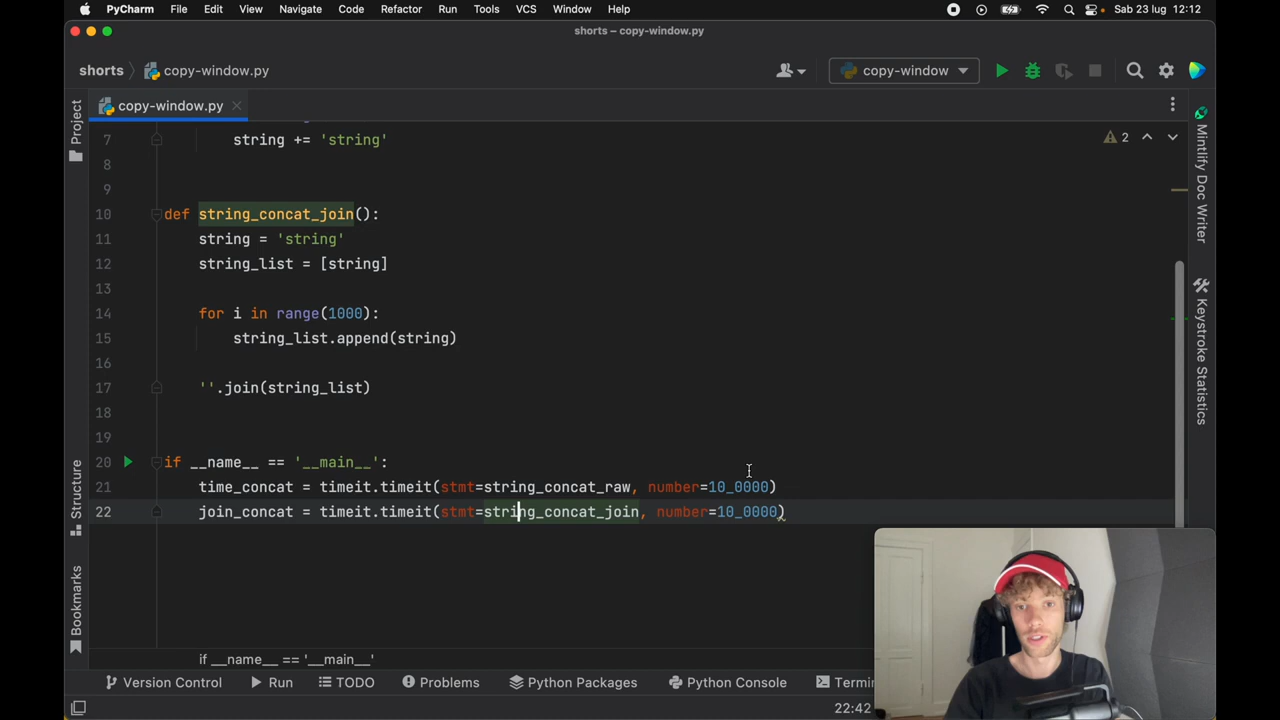 PyCharm File Edit View Navigate Code Refactor Run Tools VCS Window Help Sab 23 lug 12:12
shorts – copy-window.py
shorts copy-window.py copy-window
copy-window.py
Project
Structure
Bookmarks
2
7 string += 'string'
8
9
10 def string_concat_join():
11 string = 'string'
12 string_list = [string]
13
14 for i in range(1000):
15 string_list.append(string)
16
17 ''.join(string_list)
18
19
20 if __name__ == '__main__':
21 time_concat = timeit.timeit(stmt=string_concat_raw, number=10_0000)
22 join_concat = timeit.timeit(stmt=string_concat_join, number=10_0000)
if __name__ == '__main__'
Mintlify Doc Writer
Keystroke Statistics
Version Control Run TODO Problems Python Packages Python Console
22:42